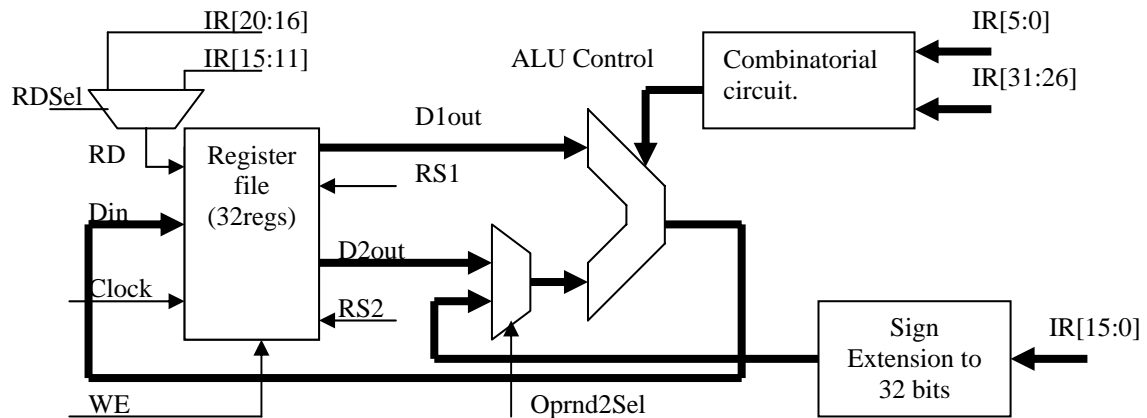 IR[20:16]
IR[15:11]
RDSel
RD
Din
Clock
WE
Register
file
(32regs)
D1out
RS1
D2out
RS2
Oprnd2Sel
ALU Control
Combinatorial
circuit.
IR[5:0]
IR[31:26]
Sign
Extension to
32 bits
IR[15:0]